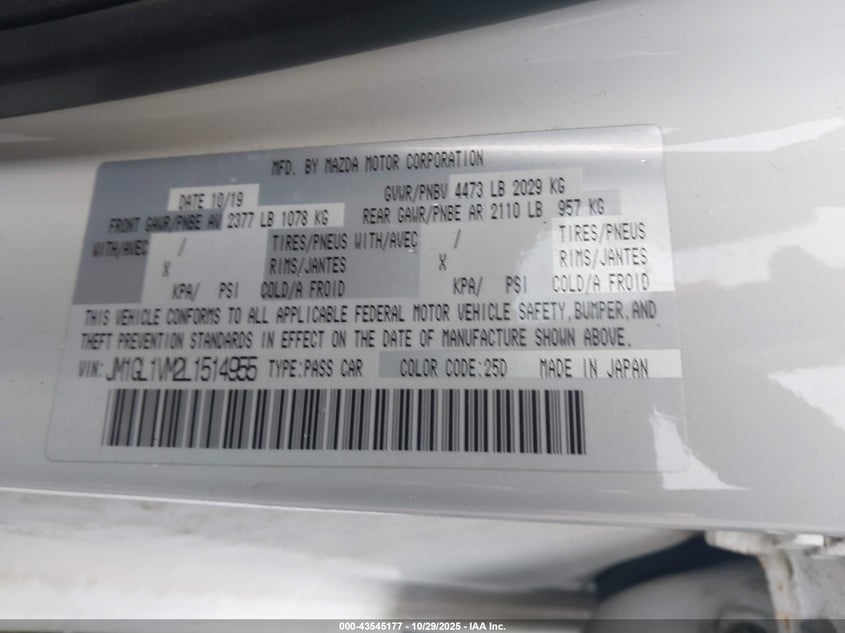 MFD. BY MAZDA MOTOR CORPORATION
DATE 10/19 GVWR/PNBV 4473 LB 2029 KG
FRONT GAWR/PNBE AV 2377 LB 1078 KG REAR GAWR/PNBE AR 2110 LB 957 KG
WITH/AVEC / TIRES/PNEUS WITH/AVEC / TIRES/PNEUS
X RIMS/JANTES X RIMS/JANTES
KPA/ PSI COLD/A FROID KPA/ PSI COLD/A FROID
THIS VEHICLE CONFORMS TO ALL APPLICABLE FEDERAL MOTOR VEHICLE SAFETY,BUMPER,AND
THEFT PREVENTION STANDARDS IN EFFECT ON THE DATE OF MANUFACTURE SHOWN ABOVE.
VIN: JM1GL1VM2L1514955 TYPE:PASS CAR COLOR CODE:25D MADE IN JAPAN
000-43545177 - 10/29/2025 - IAA Inc.